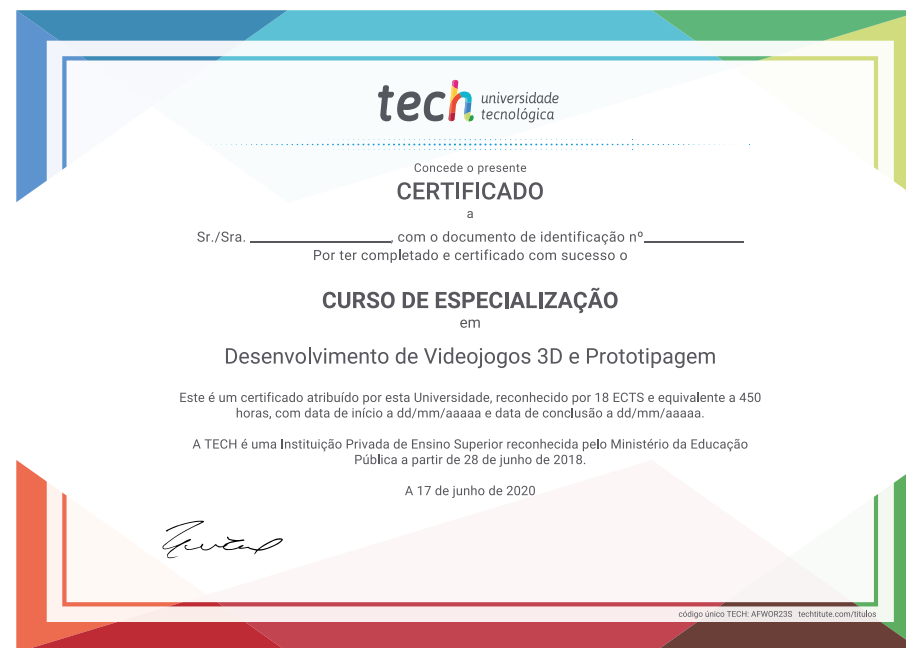 tech universidade
tecnológica
Concede o presente
CERTIFICADO
a
Sr./Sra. , com o documento de identificação nº
Por ter completado e certificado com sucesso o
CURSO DE ESPECIALIZAÇÃO
em
Desenvolvimento de Videojogos 3D e Prototipagem
Este é um certificado atribuído por esta Universidade, reconhecido por 18 ECTS e equivalente a 450
horas, com data de início a dd/mm/aaaaa e data de conclusão a dd/mm/aaaaa.
A TECH é uma Instituição Privada de Ensino Superior reconhecida pelo Ministério da Educação
Pública a partir de 28 de junho de 2018.
A 17 de junho de 2020
código único TECH: AFWOR23S techtitute.com/titulos